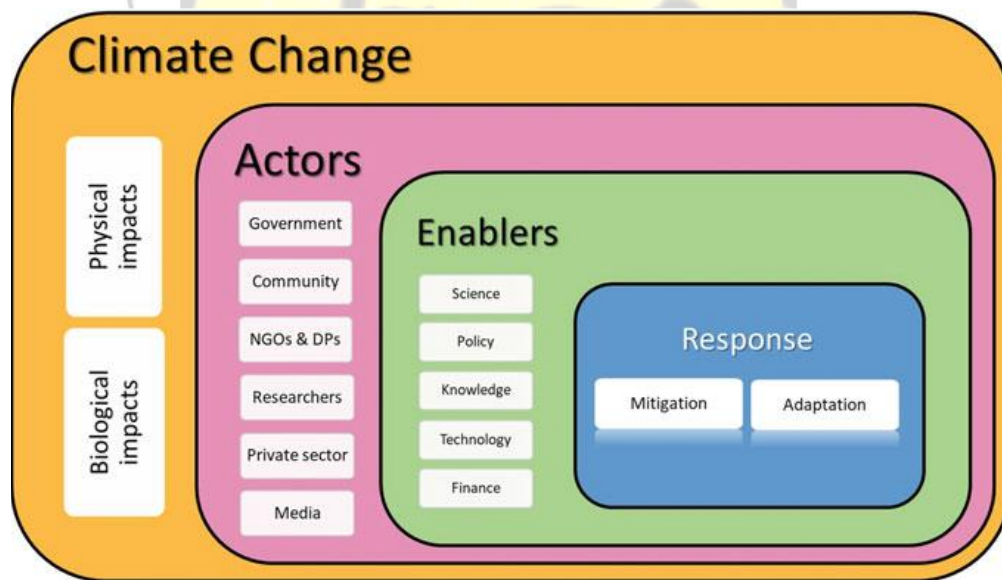 Climate Change
Physical
impacts
Biological
impacts
Actors
Government
Community
NGOs & DPs
Researchers
Private sector
Media
Enablers
Science
Policy
Knowledge
Technology
Finance
Response
Mitigation
Adaptation